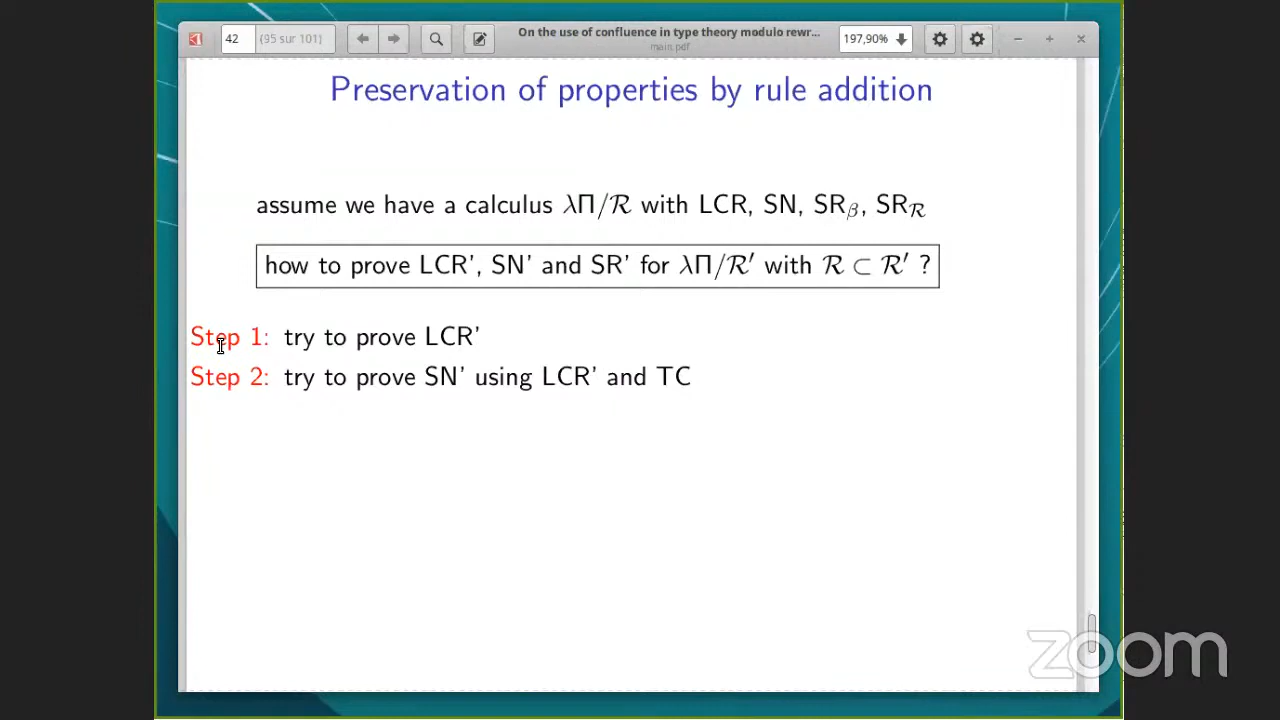 42 (95 sur 101) On the use of confluence in type theory modulo rewr... 197,90%
main.pdf
Preservation of properties by rule addition
assume we have a calculus λΠ/ℛ with LCR, SN, SR_β, SR_ℛ
how to prove LCR', SN' and SR' for λΠ/ℛ′ with ℛ ⊂ ℛ′ ?
Step 1: try to prove LCR'
Step 2: try to prove SN' using LCR' and TC
zoom